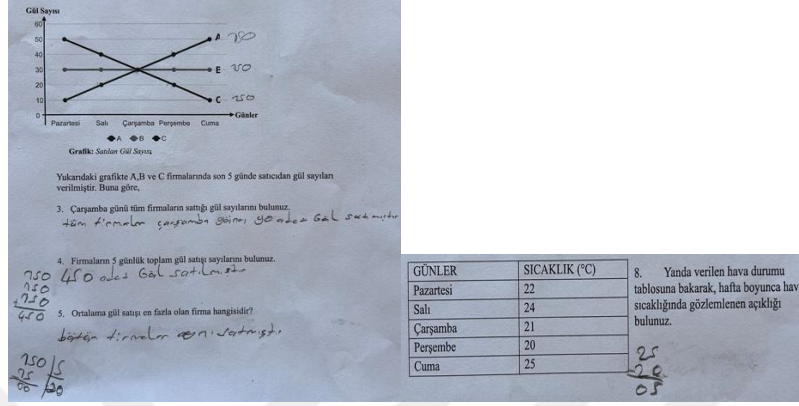 Gül Sayısı
60
50
40
30
20
10
0
A 150
E 150
C 150
Günler
Pazartesi Salı Çarşamba Perşembe Cuma
A B C
Grafik: Satılan Gül Sayısı
Yukarıdaki grafikte A,B ve C firmalarında son 5 günde satıcıdan gül sayıları
verilmiştir. Buna göre,
3. Çarşamba günü tüm firmaların sattığı gül sayılarını bulunuz.
tüm firmalar çarşamba günü 90 adet Gül satmıştır
4. Firmaların 5 günlük toplam gül satışı sayılarını bulunuz.
450 adet Gül satılmıştır
150
150
+150
450
5. Ortalama gül satışı en fazla olan firma hangisidir?
bütün firmalar aynı satmıştır
150 5
15
00
GÜNLER SICAKLIK (°C)
Pazartesi 22
Salı 24
Çarşamba 21
Perşembe 20
Cuma 25
8. Yanda verilen hava durumu
tablosuna bakarak, hafta boyunca hav
sıcaklığında gözlemlenen açıklığı
bulunuz.
25
-20
05